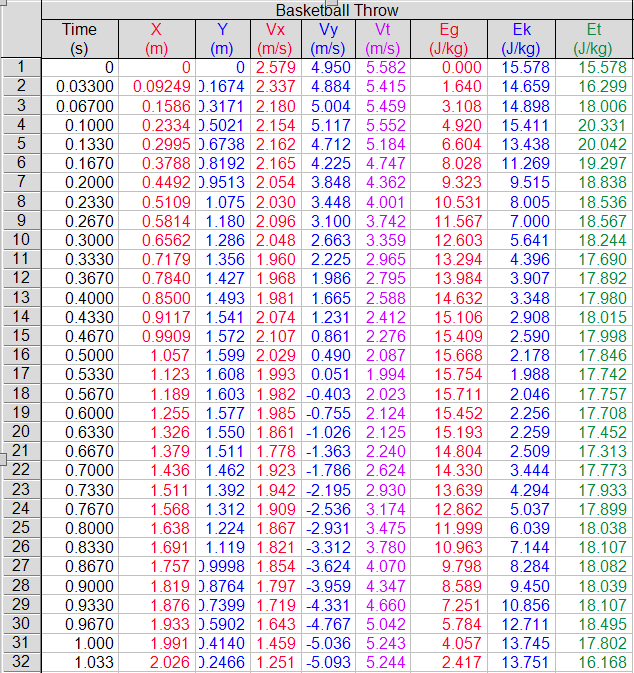 Basketball Throw
Time X Y Vx Vy Vt Eg Ek Et
(s) (m) (m) (m/s) (m/s) (m/s) (J/kg) (J/kg) (J/kg)
1 0 0 0 2.579 4.950 5.582 0.000 15.578 15.578
2 0.03300 0.09249 0.1674 2.337 4.884 5.415 1.640 14.659 16.299
3 0.06700 0.1586 0.3171 2.180 5.004 5.459 3.108 14.898 18.006
4 0.1000 0.2334 0.5021 2.154 5.117 5.552 4.920 15.411 20.331
5 0.1330 0.2995 0.6738 2.162 4.712 5.184 6.604 13.438 20.042
6 0.1670 0.3788 0.8192 2.165 4.225 4.747 8.028 11.269 19.297
7 0.2000 0.4492 0.9513 2.054 3.848 4.362 9.323 9.515 18.838
8 0.2330 0.5109 1.075 2.030 3.448 4.001 10.531 8.005 18.536
9 0.2670 0.5814 1.180 2.096 3.100 3.742 11.567 7.000 18.567
10 0.3000 0.6562 1.286 2.048 2.663 3.359 12.603 5.641 18.244
11 0.3330 0.7179 1.356 1.960 2.225 2.965 13.294 4.396 17.690
12 0.3670 0.7840 1.427 1.968 1.986 2.795 13.984 3.907 17.892
13 0.4000 0.8500 1.493 1.981 1.665 2.588 14.632 3.348 17.980
14 0.4330 0.9117 1.541 2.074 1.231 2.412 15.106 2.908 18.015
15 0.4670 0.9909 1.572 2.107 0.861 2.276 15.409 2.590 17.998
16 0.5000 1.057 1.599 2.029 0.490 2.087 15.668 2.178 17.846
17 0.5330 1.123 1.608 1.993 0.051 1.994 15.754 1.988 17.742
18 0.5670 1.189 1.603 1.982 -0.403 2.023 15.711 2.046 17.757
19 0.6000 1.255 1.577 1.985 -0.755 2.124 15.452 2.256 17.708
20 0.6330 1.326 1.550 1.861 -1.026 2.125 15.193 2.259 17.452
21 0.6670 1.379 1.511 1.778 -1.363 2.240 14.804 2.509 17.313
22 0.7000 1.436 1.462 1.923 -1.786 2.624 14.330 3.444 17.773
23 0.7330 1.511 1.392 1.942 -2.195 2.930 13.639 4.294 17.933
24 0.7670 1.568 1.312 1.909 -2.536 3.174 12.862 5.037 17.899
25 0.8000 1.638 1.224 1.867 -2.931 3.475 11.999 6.039 18.038
26 0.8330 1.691 1.119 1.821 -3.312 3.780 10.963 7.144 18.107
27 0.8670 1.757 0.9998 1.854 -3.624 4.070 9.798 8.284 18.082
28 0.9000 1.819 0.8764 1.797 -3.959 4.347 8.589 9.450 18.039
29 0.9330 1.876 0.7399 1.719 -4.331 4.660 7.251 10.856 18.107
30 0.9670 1.933 0.5902 1.643 -4.767 5.042 5.784 12.711 18.495
31 1.000 1.991 0.4140 1.459 -5.036 5.243 4.057 13.745 17.802
32 1.033 2.026 0.2466 1.251 -5.093 5.244 2.417 13.751 16.168